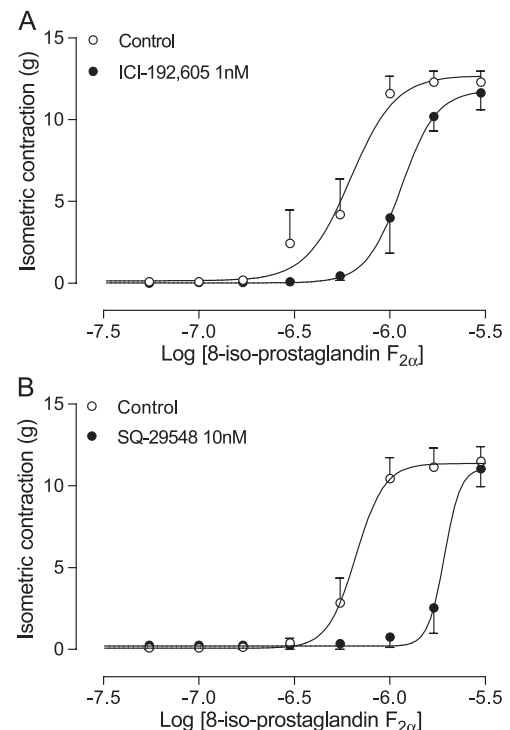 A
Control
ICI-192,605 1nM
Isometric contraction (g)
15
10
5
0
-7.5 -7.0 -6.5 -6.0 -5.5
Log [8-iso-prostaglandin F2α]
B
Control
SQ-29548 10nM
Isometric contraction (g)
15
10
5
0
-7.5 -7.0 -6.5 -6.0 -5.5
Log [8-iso-prostaglandin F2α]